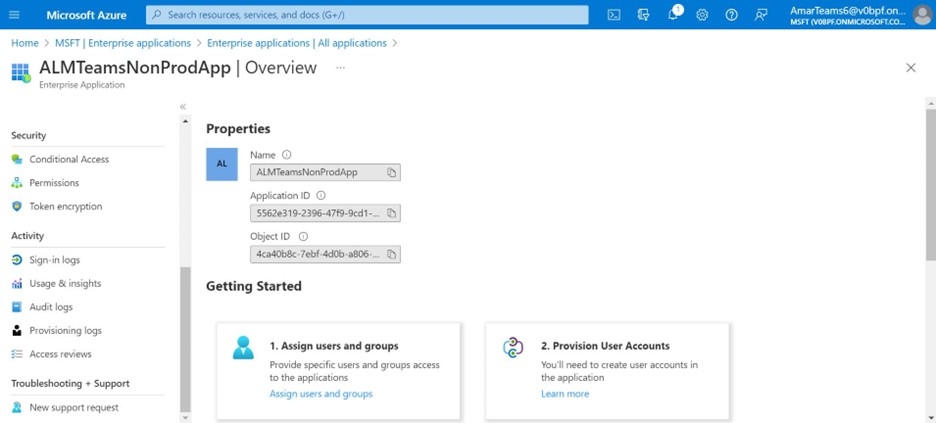 Microsoft Azure
Search resources, services, and docs (G+/)
1
AmarTeams6@v0bpf.on...
MSFT (V0BPF.ONMICROSOFT.CO...
Home > MSFT | Enterprise applications > Enterprise applications | All applications >
ALMTeamsNonProdApp | Overview ...
Enterprise Application
Security
Conditional Access
Permissions
Token encryption
Activity
Sign-in logs
Usage & insights
Audit logs
Provisioning logs
Access reviews
Troubleshooting + Support
New support request
Properties
AL
Name
ALMTeamsNonProdApp
Application ID
5562e319-2396-47f9-9cd1-...
Object ID
4ca40b8c-7ebf-4d0b-a806-...
Getting Started
1. Assign users and groups
Provide specific users and groups access
to the applications
Assign users and groups
2. Provision User Accounts
You'll need to create user accounts in
the application
Learn more